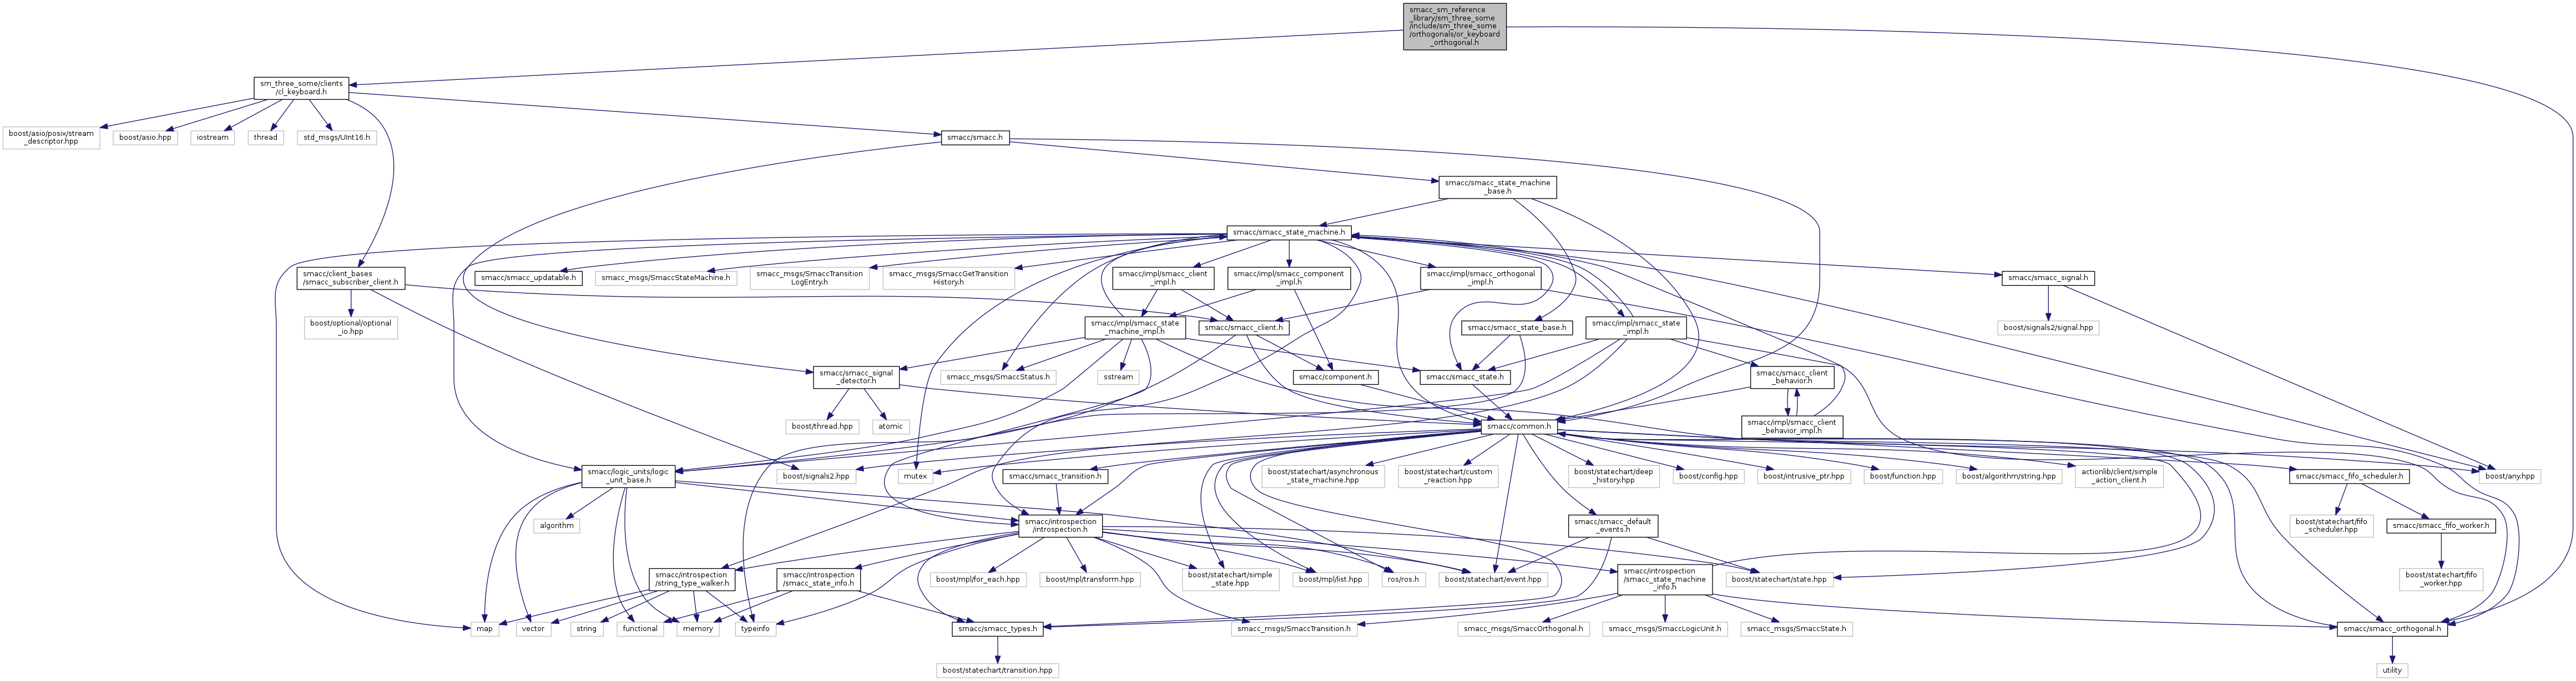 smacc_sm_reference
_library/sm_three_some
/include/sm_three_some
/orthogonals/or_keyboard
_orthogonal.h
sm_three_some/clients
/cl_keyboard.h
boost/asio/posix/stream
_descriptor.hpp
boost/asio.hpp
iostream
thread
std_msgs/UInt16.h
smacc/smacc.h
smacc/smacc_state_machine
_base.h
smacc/smacc_state_machine.h
smacc/client_bases
/smacc_subscriber_client.h
smacc/smacc_updatable.h
smacc_msgs/SmaccStateMachine.h
smacc_msgs/SmaccTransition
LogEntry.h
smacc_msgs/SmaccGetTransition
History.h
smacc/impl/smacc_client
_impl.h
smacc/impl/smacc_component
_impl.h
smacc/impl/smacc_orthogonal
_impl.h
smacc/smacc_signal.h
boost/optional/optional
_io.hpp
smacc/impl/smacc_state
_machine_impl.h
smacc/smacc_client.h
smacc/smacc_state_base.h
smacc/impl/smacc_state
_impl.h
boost/signals2/signal.hpp
smacc/smacc_signal
_detector.h
smacc_msgs/SmaccStatus.h
sstream
smacc/component.h
smacc/smacc_state.h
smacc/smacc_client
_behavior.h
boost/thread.hpp
atomic
smacc/common.h
smacc/impl/smacc_client
_behavior_impl.h
smacc/logic_units/logic
_unit_base.h
boost/signals2.hpp
mutex
smacc/smacc_transition.h
boost/statechart/asynchronous
_state_machine.hpp
boost/statechart/custom
_reaction.hpp
boost/statechart/deep
_history.hpp
boost/config.hpp
boost/intrusive_ptr.hpp
boost/function.hpp
boost/algorithm/string.hpp
actionlib/client/simple
_action_client.h
smacc/smacc_fifo_scheduler.h
boost/any.hpp
algorithm
smacc/introspection
/introspection.h
smacc/smacc_default
_events.h
boost/statechart/fifo
_scheduler.hpp
smacc/smacc_fifo_worker.h
smacc/introspection
/string_type_walker.h
smacc/introspection
/smacc_state_info.h
boost/mpl/for_each.hpp
boost/mpl/transform.hpp
boost/statechart/simple
_state.hpp
boost/mpl/list.hpp
ros/ros.h
boost/statechart/event.hpp
smacc/introspection
/smacc_state_machine
_info.h
boost/statechart/state.hpp
boost/statechart/fifo
_worker.hpp
map
vector
string
functional
memory
typeinfo
smacc/smacc_types.h
smacc_msgs/SmaccTransition.h
smacc_msgs/SmaccOrthogonal.h
smacc_msgs/SmaccLogicUnit.h
smacc_msgs/SmaccState.h
smacc/smacc_orthogonal.h
boost/statechart/transition.hpp
utility